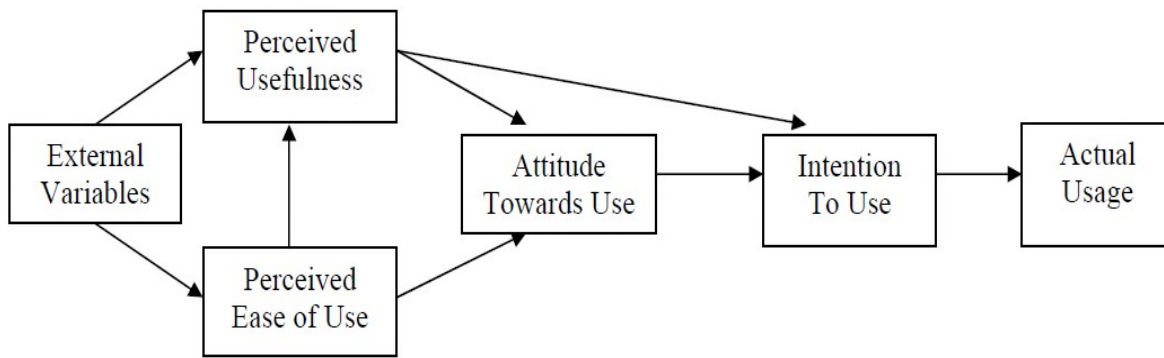 Perceived
Usefulness
External
Variables
Attitude
Towards Use
Intention
To Use
Actual
Usage
Perceived
Ease of Use